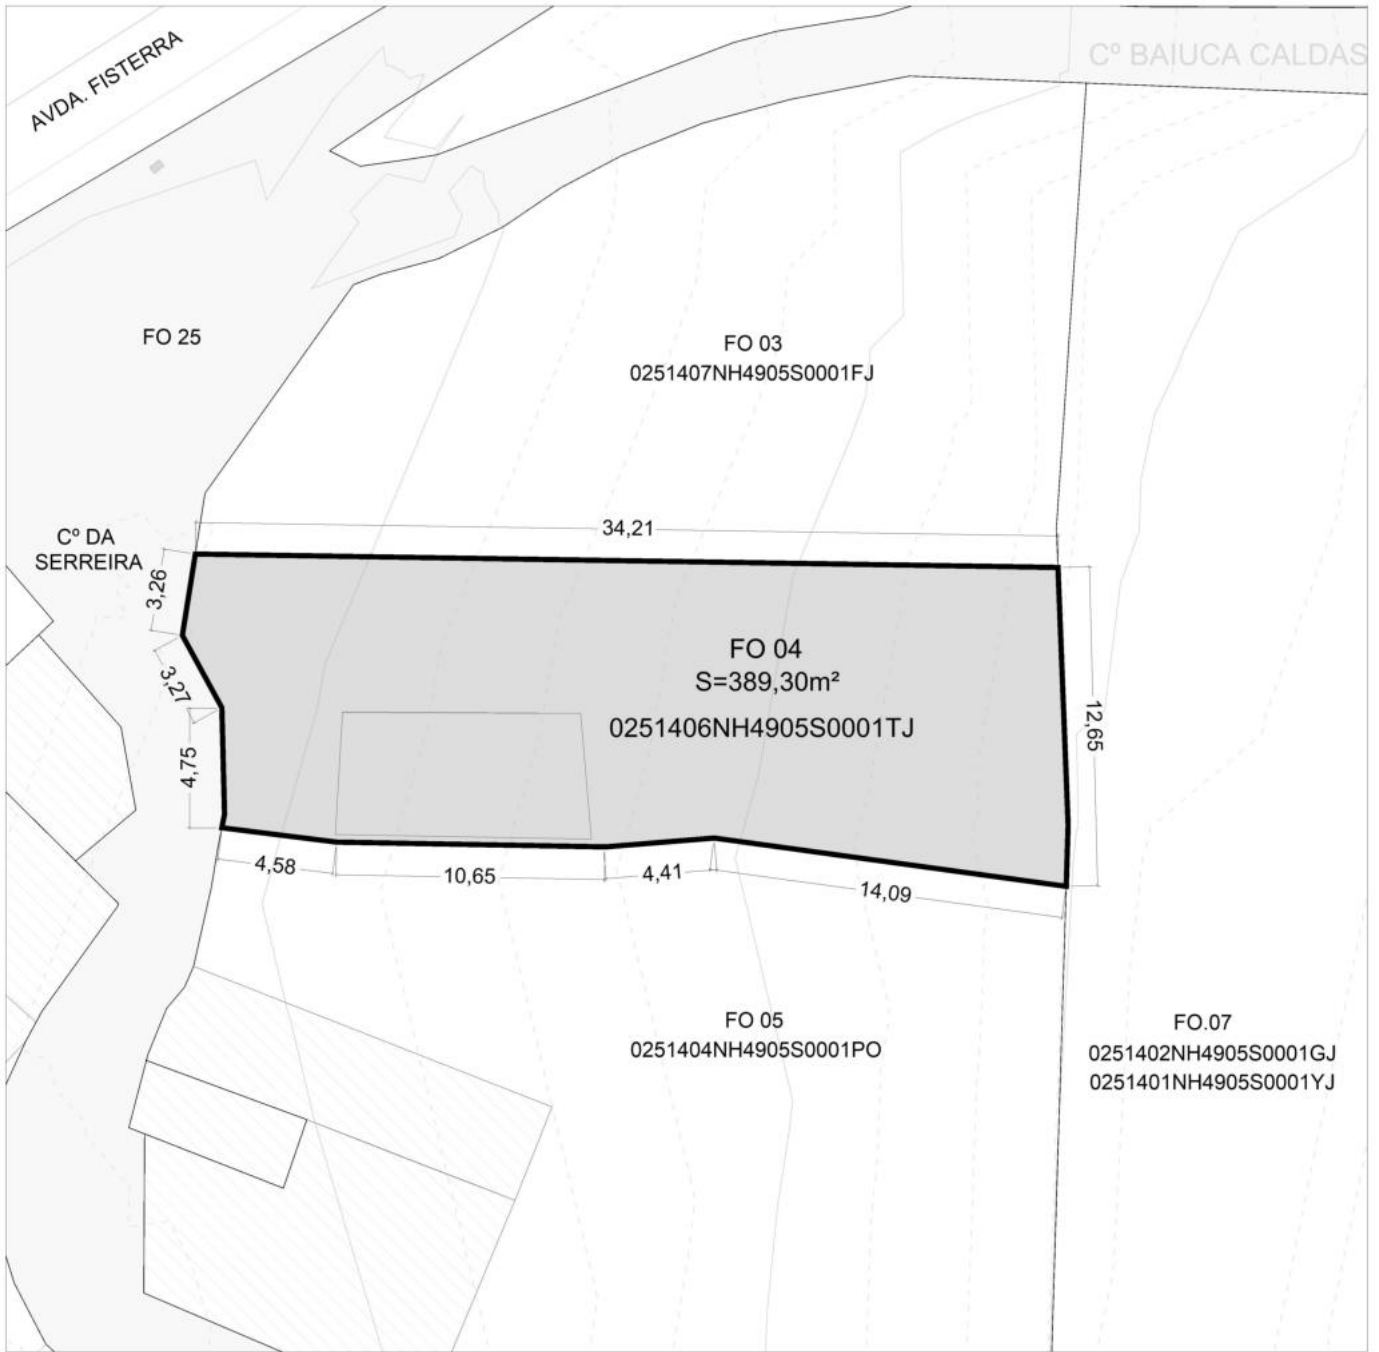 AVDA. FISTERRA
Cº BAIUCA CALDAS
FO 25
FO 03
0251407NH4905S0001FJ
Cº DA
SERREIRA
34,21
3,26
3,27
4,75
FO 04
S=389,30m²
0251406NH4905S0001TJ
12,65
4,58
10,65
4,41
14,09
FO 05
0251404NH4905S0001PO
FO.07
0251402NH4905S0001GJ
0251401NH4905S0001YJ